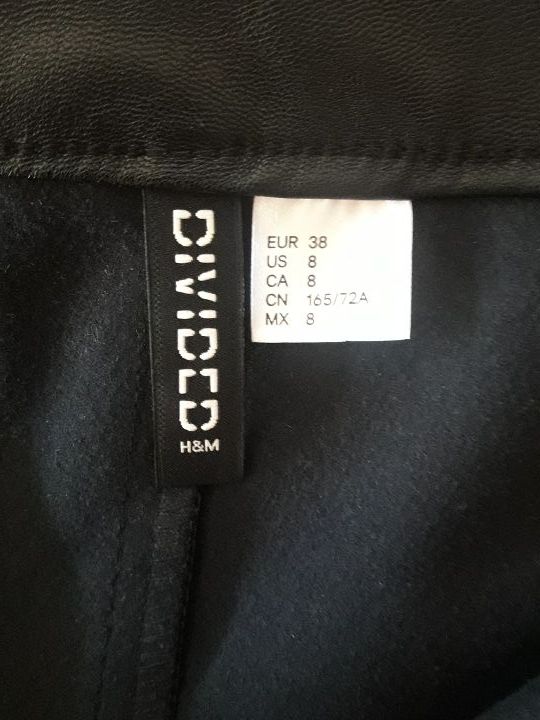 DIVIDED
H&M
EUR 38
US 8
CA 8
CN 165/72A
MX 8